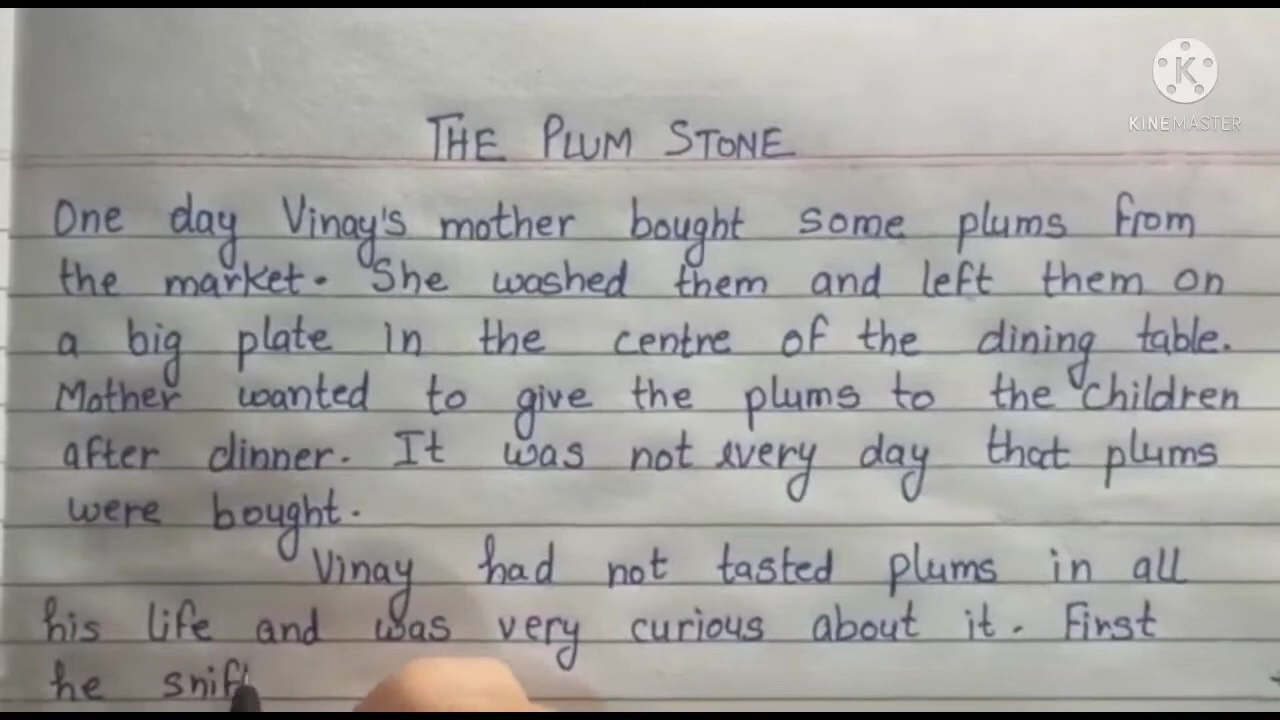 K
KINEMASTER
THE PLUM STONE
One day Vinay's mother bought some plums from
the market. She washed them and left them on
a big plate in the centre of the dining table.
Mother wanted to give the plums to the children
after dinner. It was not every day that plums
were bought.
Vinay had not tasted plums in all
his life and was very curious about it. First
he snif